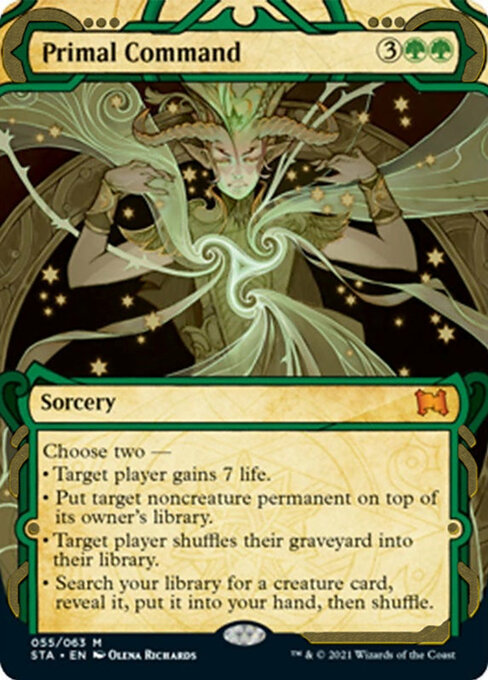 Primal Command 3
Sorcery
Choose two —
• Target player gains 7 life.
• Put target noncreature permanent on top of
its owner's library.
• Target player shuffles their graveyard into
their library.
• Search your library for a creature card,
reveal it, put it into your hand, then shuffle.
055/063 M
STA • EN Olena Richards
™ & © 2021 Wizards of the Coast